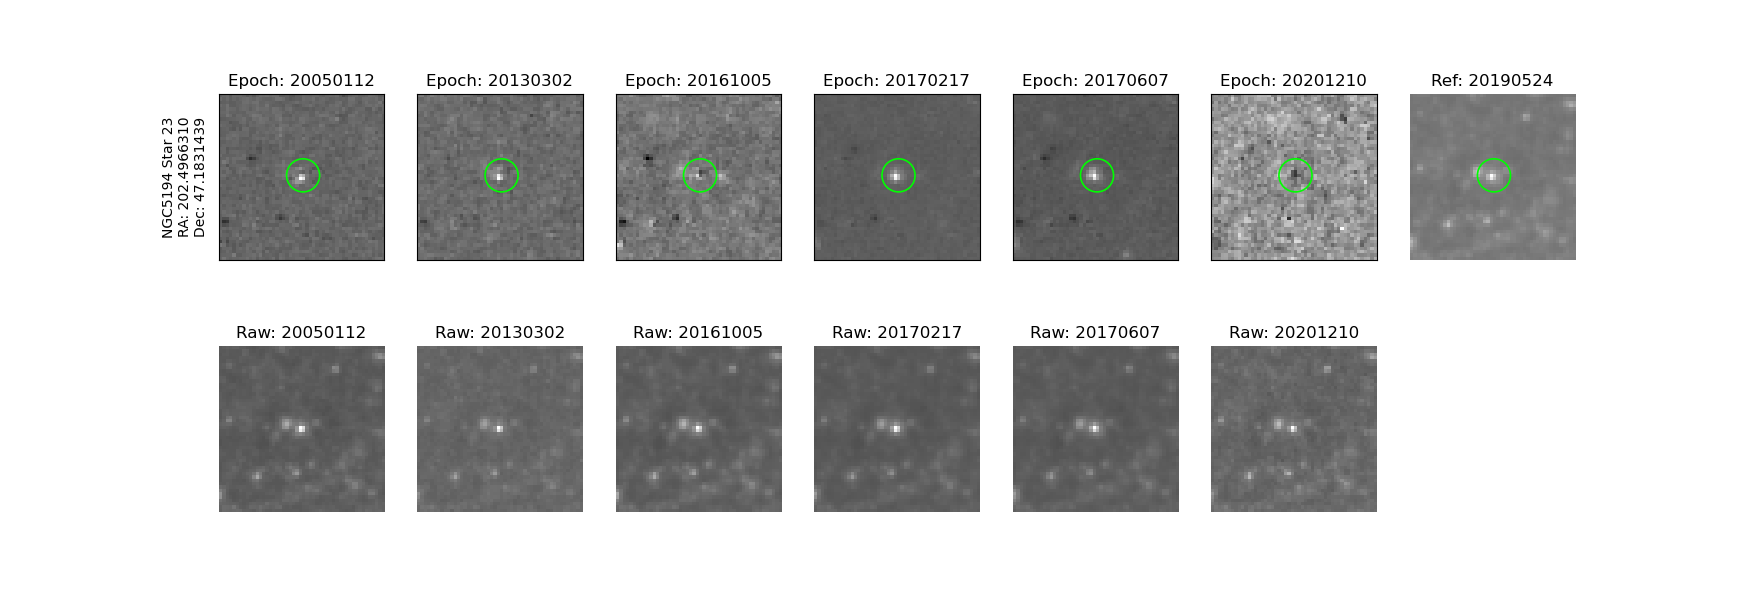 Epoch: 20050112
Epoch: 20130302
Epoch: 20161005
Epoch: 20170217
Epoch: 20170607
Epoch: 20201210
Ref: 20190524
NGC5194 Star 23
RA: 202.4966310
Dec: 47.1831439
Raw: 20050112
Raw: 20130302
Raw: 20161005
Raw: 20170217
Raw: 20170607
Raw: 20201210